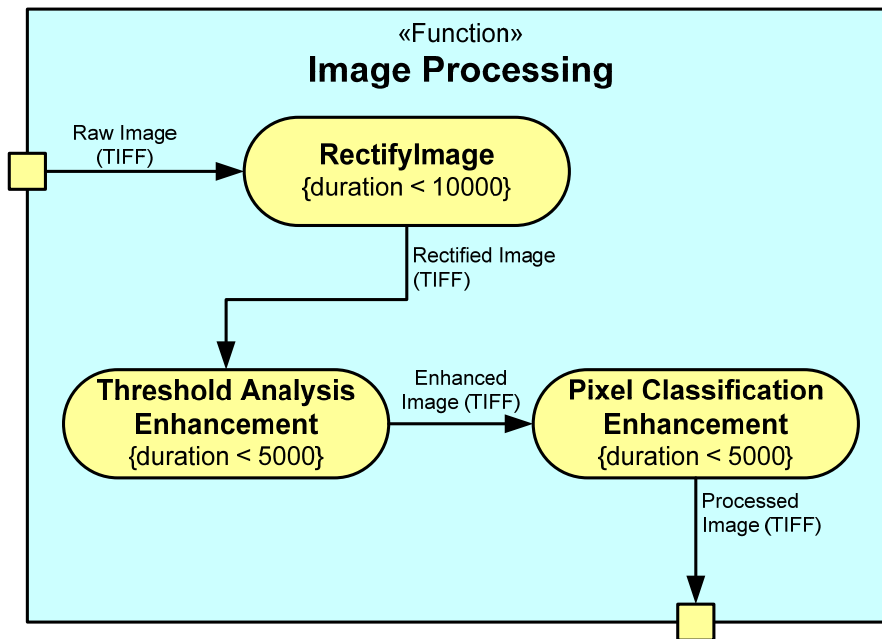 «Function»
Image Processing
Raw Image
(TIFF)
RectifyImage
{duration < 10000}
Rectified Image
(TIFF)
Threshold Analysis
Enhancement
{duration < 5000}
Enhanced
Image (TIFF)
Pixel Classification
Enhancement
{duration < 5000}
Processed
Image (TIFF)